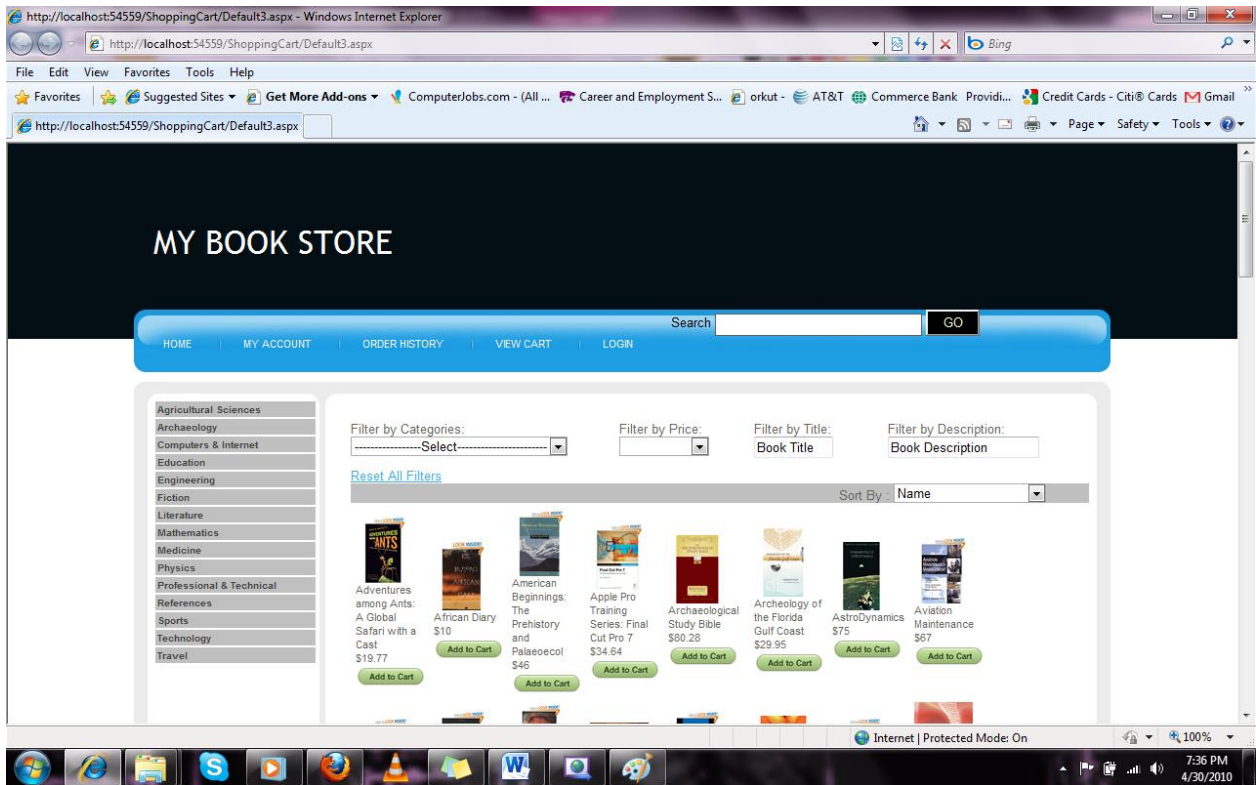 http://localhost:54559/ShoppingCart/Default3.aspx - Windows Internet Explorer
http://localhost:54559/ShoppingCart/Default3.aspx
Bing
File Edit View Favorites Tools Help
Favorites Suggested Sites Get More Add-ons ComputerJobs.com - (All ... Career and Employment S... orkut - AT&T Commerce Bank Providi... Credit Cards - Citi® Cards Gmail
http://localhost:54559/ShoppingCart/Default3.aspx
Page Safety Tools
MY BOOK STORE
Search GO
HOME MY ACCOUNT ORDER HISTORY VIEW CART LOGIN
Agricultural Sciences
Archaeology
Computers & Internet
Education
Engineering
Fiction
Literature
Mathematics
Medicine
Physics
Professional & Technical
References
Sports
Technology
Travel
Filter by Categories: Filter by Price: Filter by Title: Filter by Description:
-----------------Select----------------------- Book Title Book Description
Reset All Filters
Sort By : Name
ADVENTURES
ANTS
Adventures
among Ants:
A Global
Safari with a
Cast
$19.77
Add to Cart
African Diary
$10
Add to Cart
American
Beginnings:
The
Prehistory
and
Palaeoecol
$46
Add to Cart
Final Cut Pro 7
Apple Pro
Training
Series: Final
Cut Pro 7
$34.64
Add to Cart
Archaeological
Study Bible
$80.28
Add to Cart
Archeology of
the Florida
Gulf Coast
$29.95
Add to Cart
AstroDynamics
$75
Add to Cart
Aviation
Maintenance
$67
Add to Cart
Internet | Protected Mode: On 100%
7:36 PM
4/30/2010